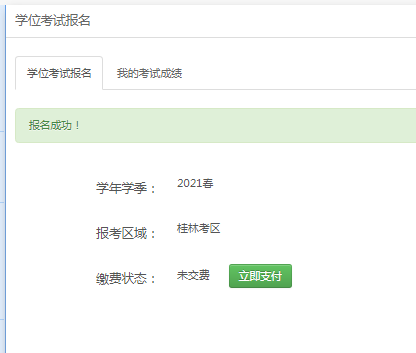 学位考试报名
学位考试报名 我的考试成绩
报名成功！
学年学季： 2021春
报考区域： 桂林考区
缴费状态： 未交费 立即支付